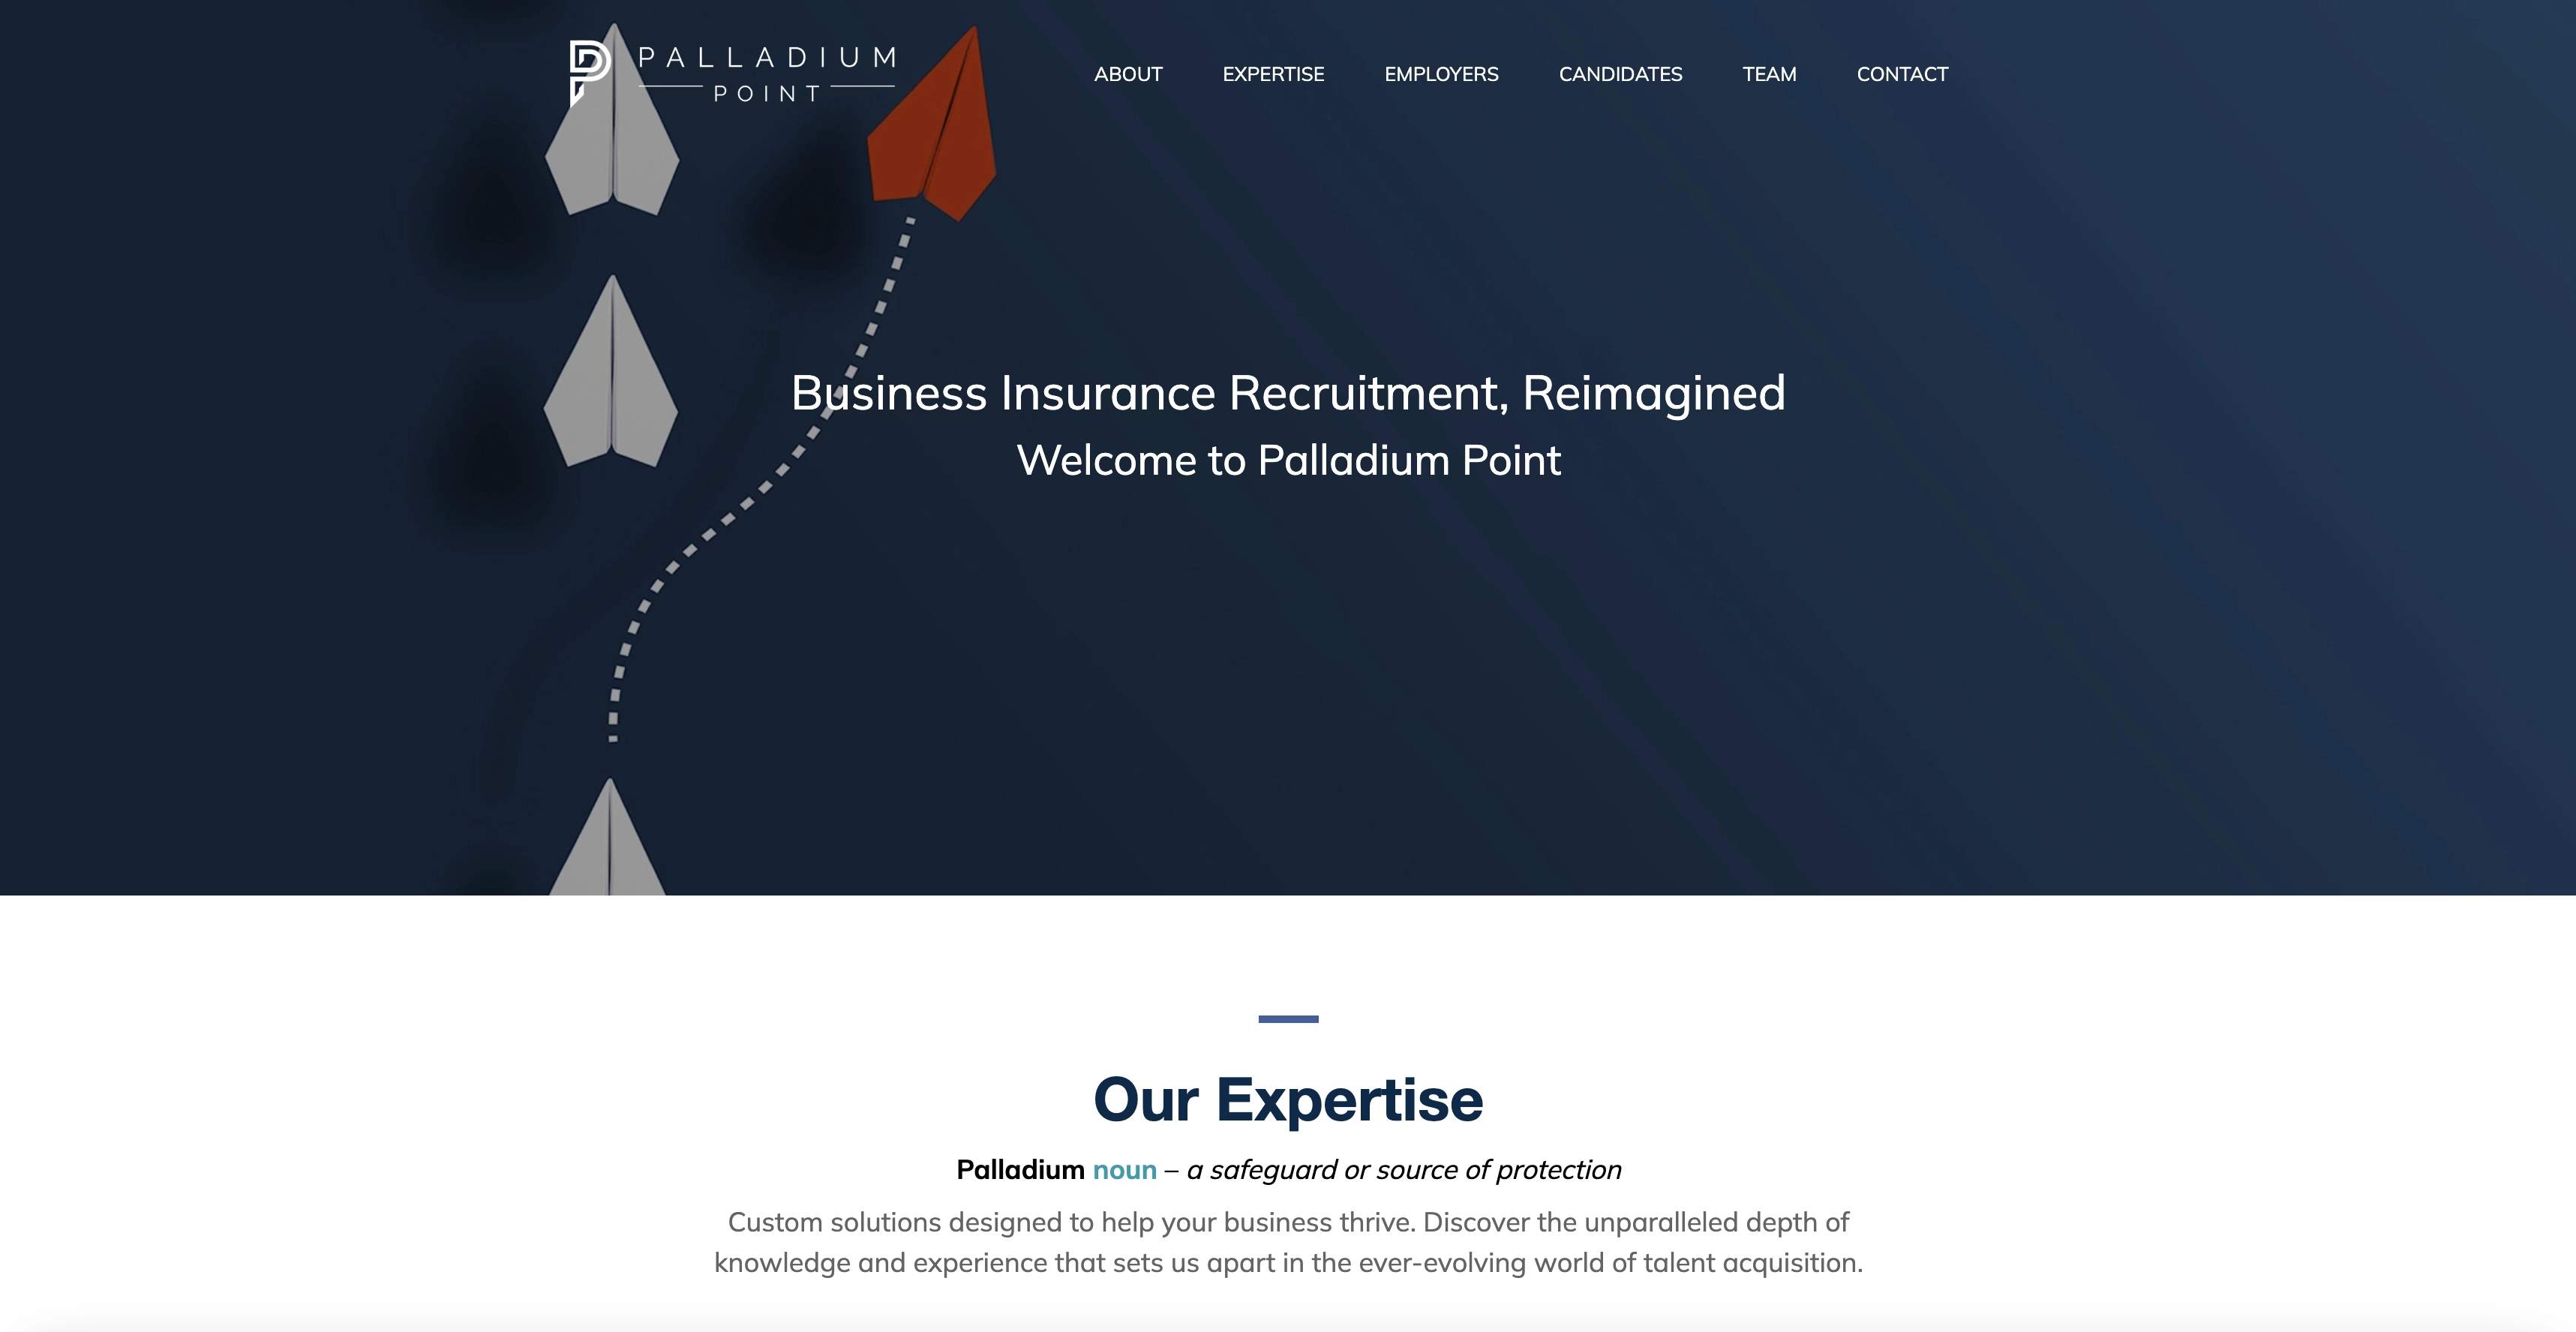 PALLADIUM
POINT
ABOUT EXPERTISE EMPLOYERS CANDIDATES TEAM CONTACT
Business Insurance Recruitment, Reimagined
Welcome to Palladium Point
Our Expertise
Palladium noun – a safeguard or source of protection
Custom solutions designed to help your business thrive. Discover the unparalleled depth of
knowledge and experience that sets us apart in the ever-evolving world of talent acquisition.